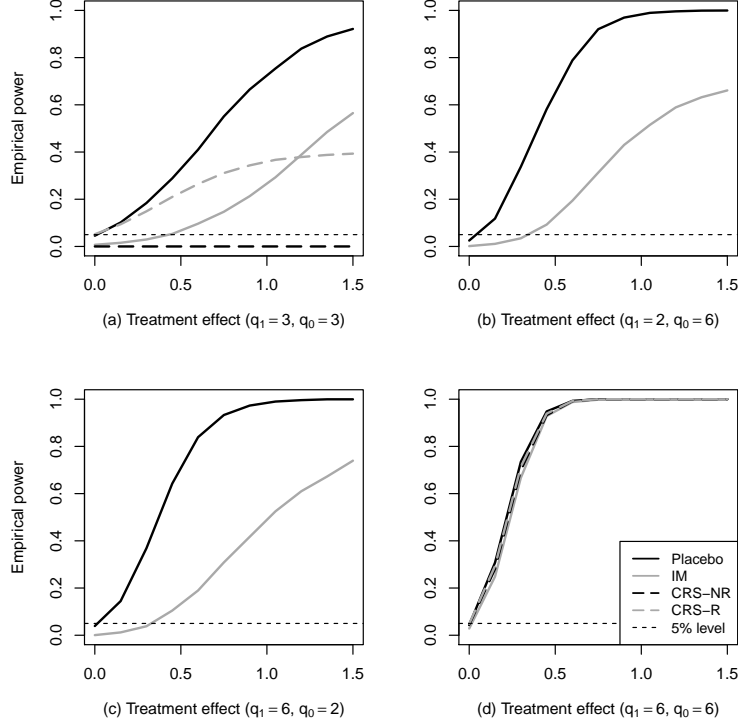 Empirical power
1.0
0.8
0.6
0.4
0.2
0.0
0.0 0.5 1.0 1.5
(a) Treatment effect (q₁ = 3, q₀ = 3)
1.0
0.8
0.6
0.4
0.2
0.0
0.0 0.5 1.0 1.5
(b) Treatment effect (q₁ = 2, q₀ = 6)
Empirical power
1.0
0.8
0.6
0.4
0.2
0.0
0.0 0.5 1.0 1.5
(c) Treatment effect (q₁ = 6, q₀ = 2)
1.0
0.8
0.6
0.4
0.2
0.0
Placebo
IM
CRS−NR
CRS−R
5% level
0.0 0.5 1.0 1.5
(d) Treatment effect (q₁ = 6, q₀ = 6)